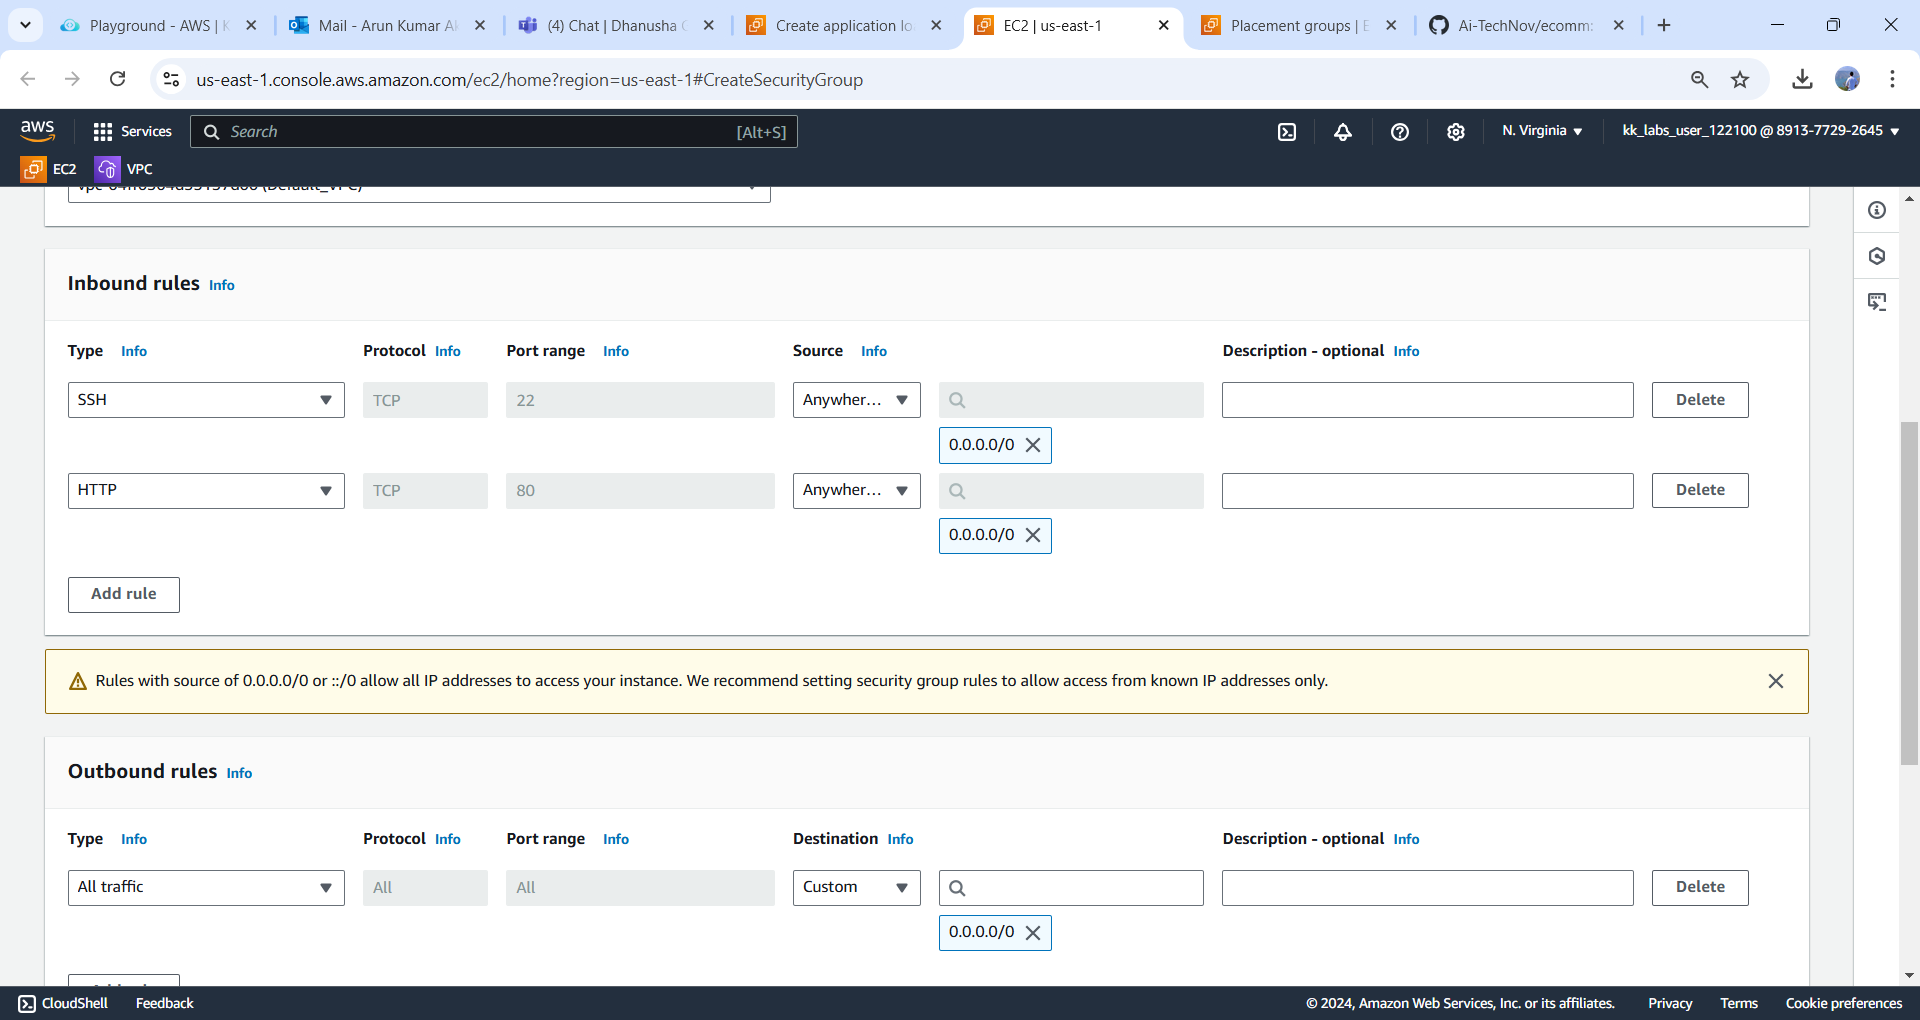 Playground - AWS | K
Mail - Arun Kumar Ak
(4) Chat | Dhanusha C
Create application lo
EC2 | us-east-1
Placement groups | E
Ai-TechNov/ecomm:
us-east-1.console.aws.amazon.com/ec2/home?region=us-east-1#CreateSecurityGroup
aws
Services
Search
[Alt+S]
N. Virginia
kk_labs_user_122100 @ 8913-7729-2645
EC2
VPC
Inbound rules Info
Type Info Protocol Info Port range Info Source Info Description - optional Info
SSH TCP 22 Anywher... Delete
0.0.0.0/0
HTTP TCP 80 Anywher... Delete
0.0.0.0/0
Add rule
Rules with source of 0.0.0.0/0 or ::/0 allow all IP addresses to access your instance. We recommend setting security group rules to allow access from known IP addresses only.
Outbound rules Info
Type Info Protocol Info Port range Info Destination Info Description - optional Info
All traffic All All Custom Delete
0.0.0.0/0
CloudShell Feedback © 2024, Amazon Web Services, Inc. or its affiliates. Privacy Terms Cookie preferences